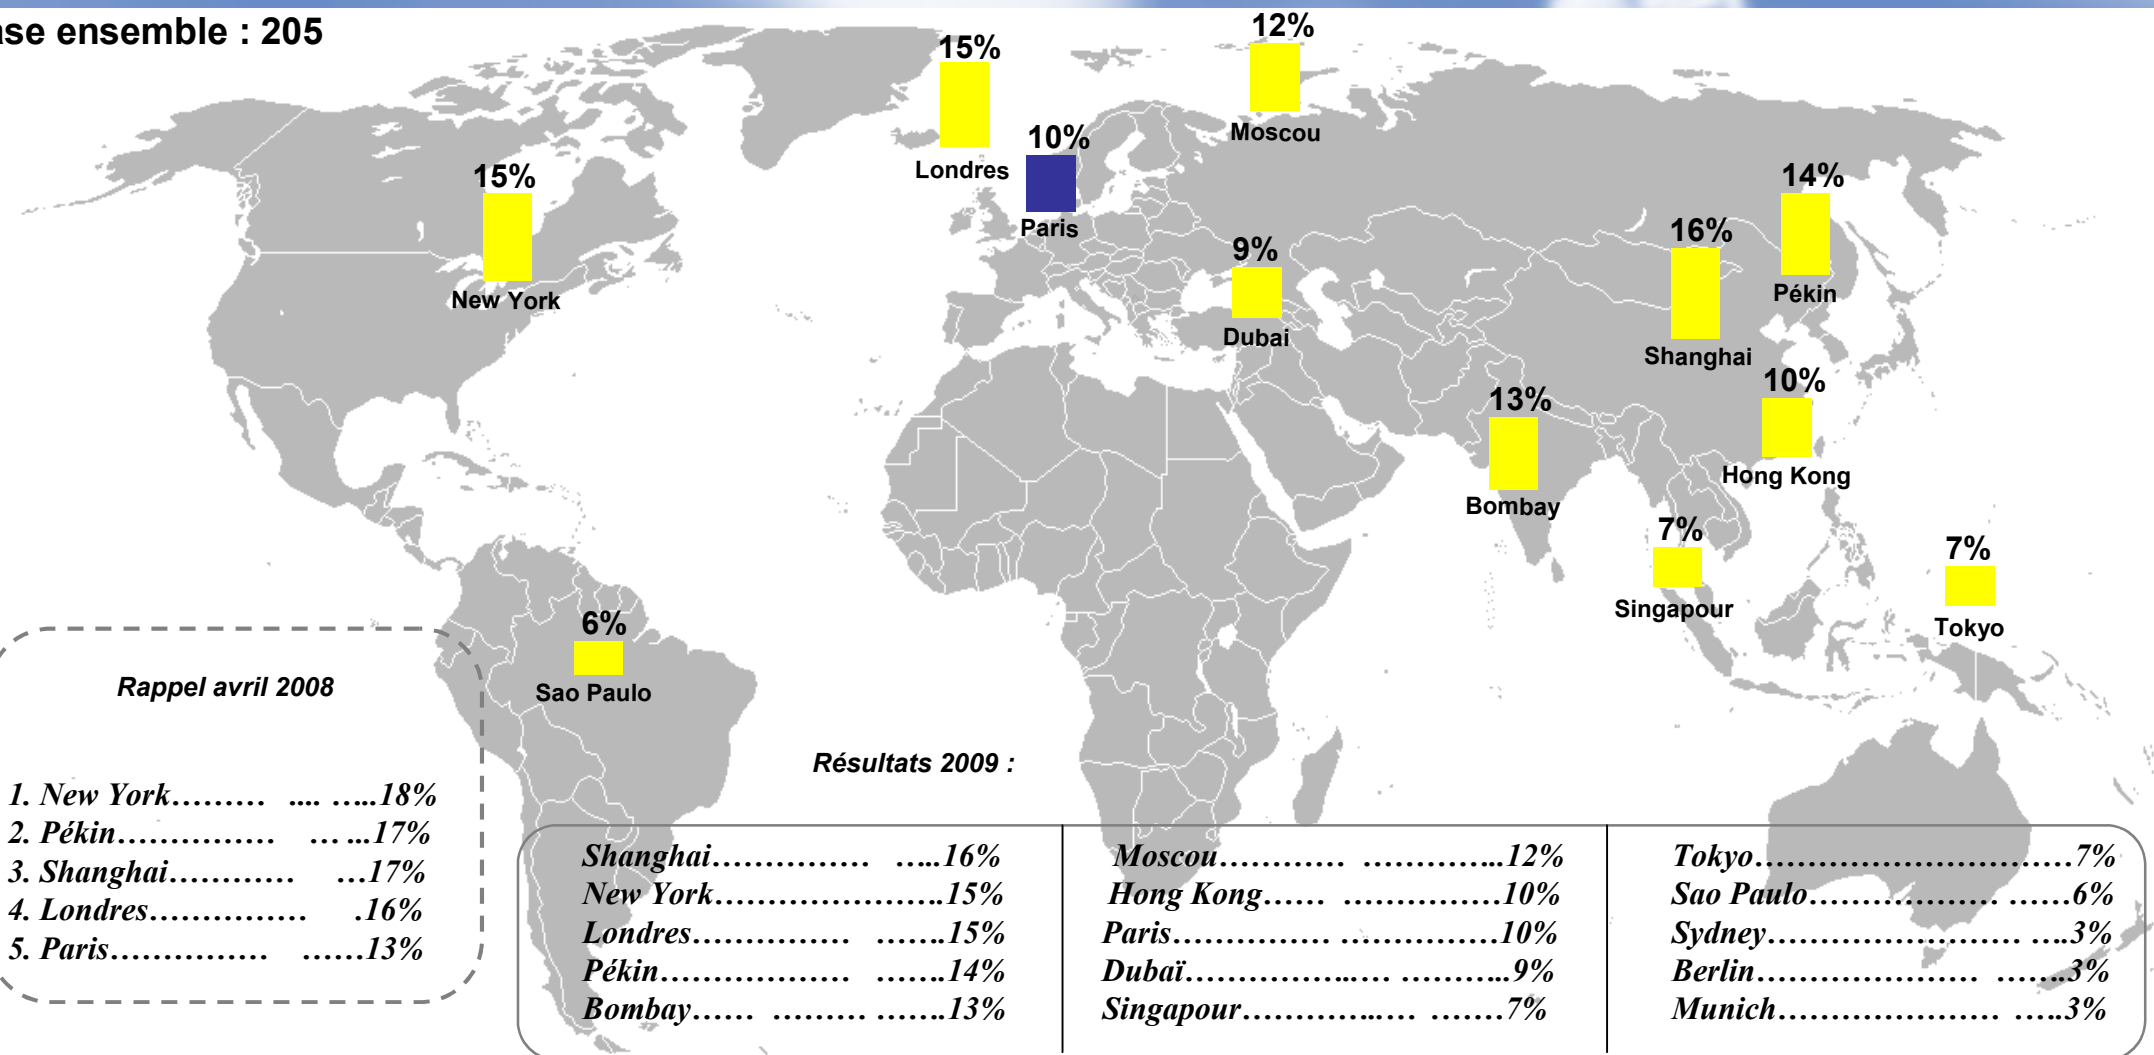 ase ensemble : 205
12%
Moscou
15%
Londres
10%
Paris
15%
New York
14%
Pékin
16%
Shanghai
9%
Dubai
10%
Hong Kong
13%
Bombay
7%
Singapour
7%
Tokyo
6%
Sao Paulo
Rappel avril 2008
1. New York......... .... .....18%
2. Pékin............... ... ...17%
3. Shanghai............ ...17%
4. Londres............... .16%
5. Paris............... ......13%
Résultats 2009 :
Shanghai............... .....16%
New York......................15%
Londres............... .......15%
Pékin.................. .......14%
Bombay...... ......... .......13%
Moscou............ ..............12%
Hong Kong...... ...............10%
Paris............... ...............10%
Dubaï.................... ...........9%
Singapour................. .......7%
Tokyo..............................7%
Sao Paulo.................. ......6%
Sydney........................ .....3%
Berlin..................... .......3%
Munich..................... .....3%